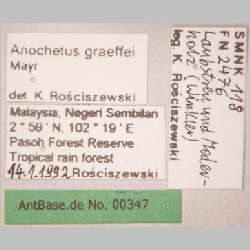 Anochetus graeffei
Mayr
det K. Rościszewski
Malaysia, Negeri Sembilan
2 ° 59 ' N, 102 ° 19 ' E
Pasoh Forest Reserve
Tropical rain forest
14.1.1992 Rościszewski
AntBase.de No. 00347
SMNK 128
FN 2476
Laubstreu und Moder-
holz (Winkler)
leg. K. Rościszewski